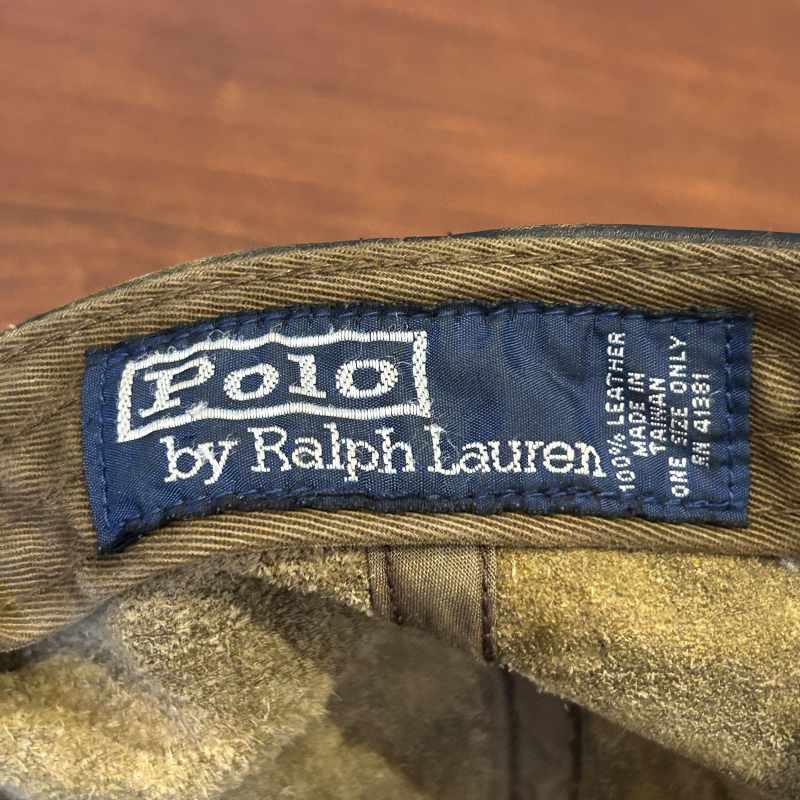 Polo
by Ralph Lauren
100% LEATHER
MADE IN
TAIWAN
ONE SIZE ONLY
RN 41381